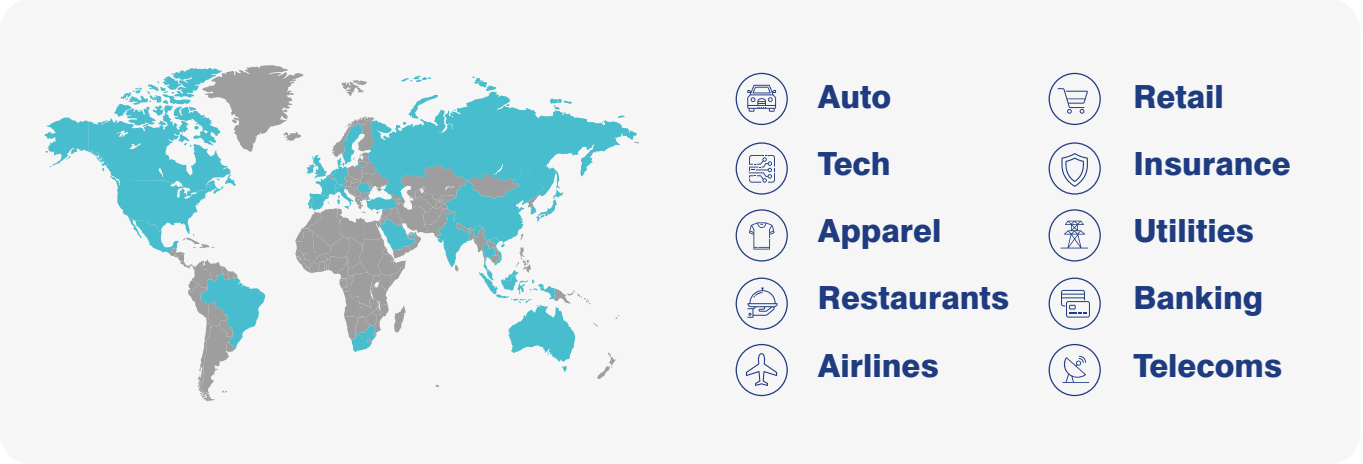 Auto
Tech
Apparel
Restaurants
Airlines
Retail
Insurance
Utilities
Banking
Telecoms